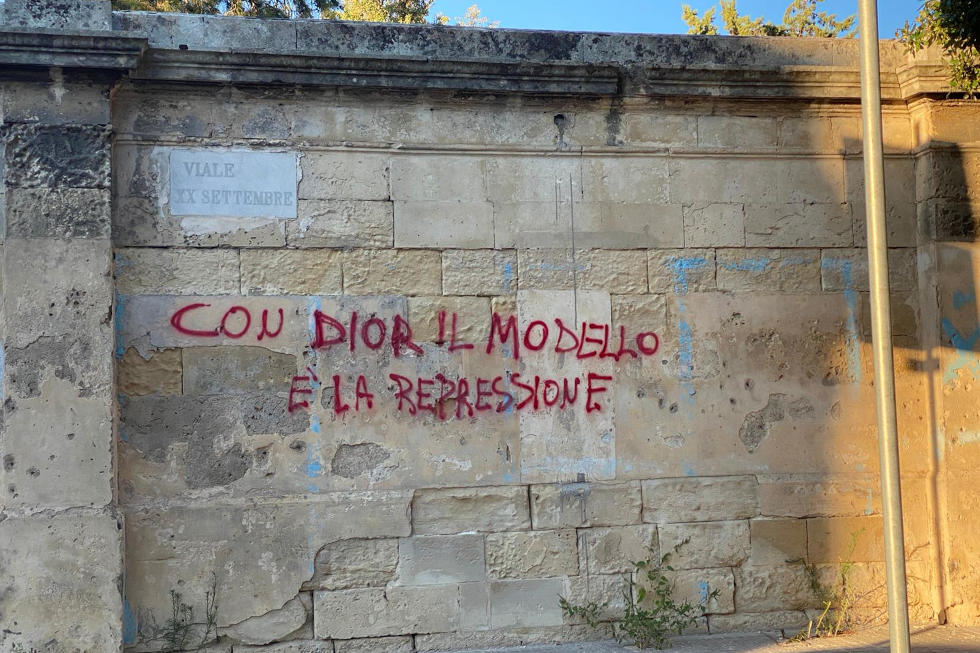 VIALE
XX SETTEMBRE
CON DIOR IL MODELLO
È LA REPRESSIONE